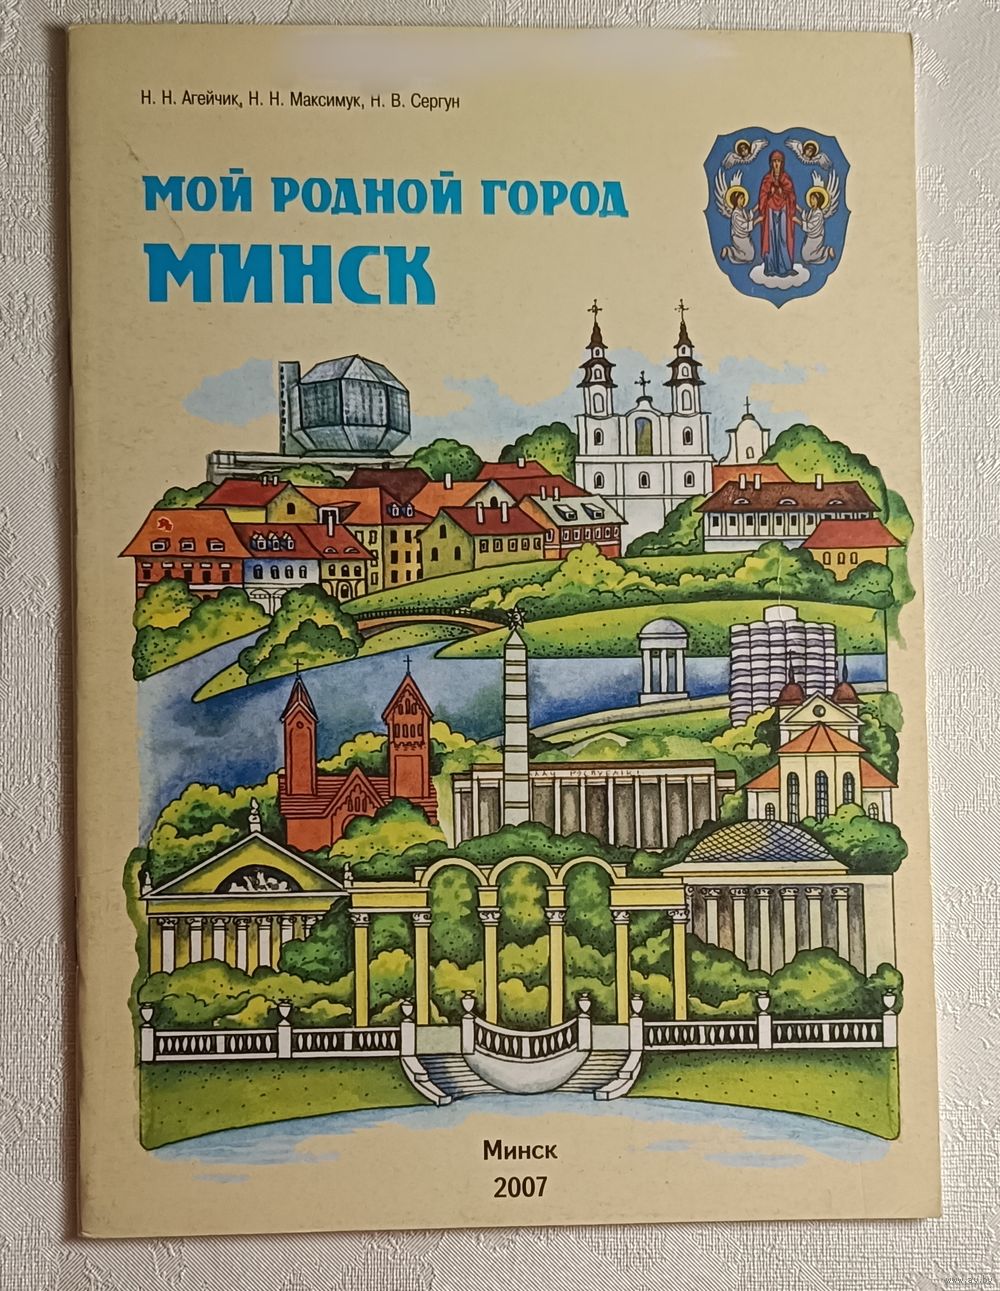 Н. Н. Агейчик, Н. Н. Максимук, Н. В. Сергун
МОЙ РОДНОЙ ГОРОД
МИНСК
Минск
2007